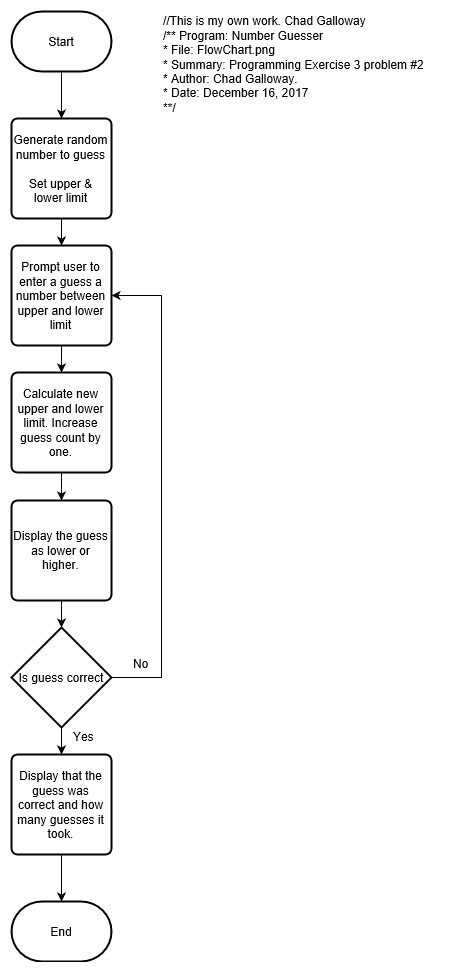 Start
//This is my own work. Chad Galloway
/** Program: Number Guesser
* File: FlowChart.png
* Summary: Programming Exercise 3 problem #2
* Author: Chad Galloway.
* Date: December 16, 2017
**/
Generate random
number to guess
Set upper &
lower limit
Prompt user to
enter a guess a
number between
upper and lower
limit
Calculate new
upper and lower
limit. Increase
guess count by
one.
Display the guess
as lower or
higher.
Is guess correct
No
Yes
Display that the
guess was
correct and how
many guesses it
took.
End